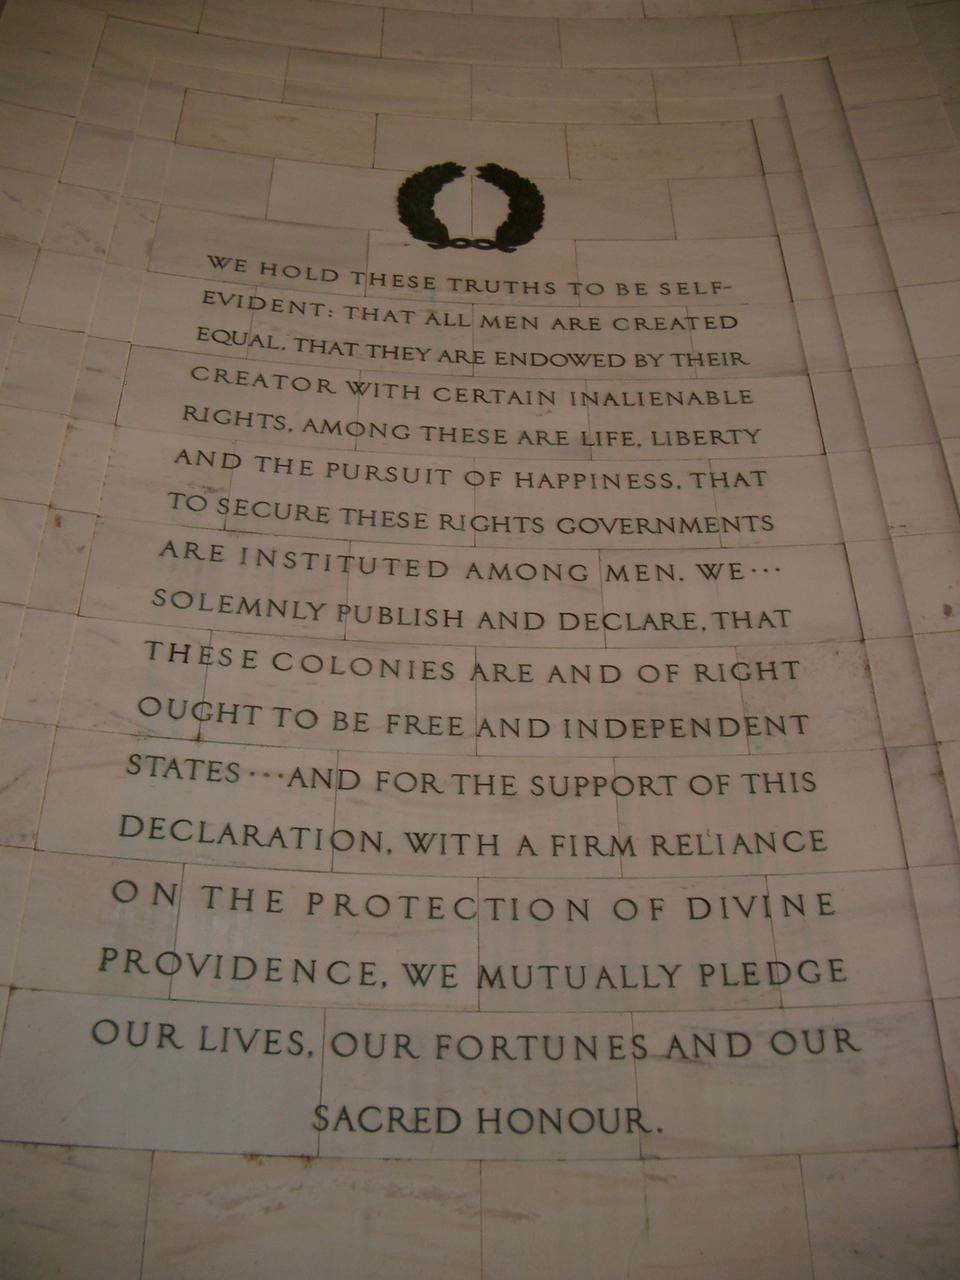 WE HOLD THESE TRUTHS TO BE SELF-
EVIDENT: THAT ALL MEN ARE CREATED
EQUAL, THAT THEY ARE ENDOWED BY THEIR
CREATOR WITH CERTAIN INALIENABLE
RIGHTS, AMONG THESE ARE LIFE, LIBERTY
AND THE PURSUIT OF HAPPINESS, THAT
TO SECURE THESE RIGHTS GOVERNMENTS
ARE INSTITUTED AMONG MEN. WE···
SOLEMNLY PUBLISH AND DECLARE, THAT
THESE COLONIES ARE AND OF RIGHT
OUGHT TO BE FREE AND INDEPENDENT
STATES···AND FOR THE SUPPORT OF THIS
DECLARATION, WITH A FIRM RELIANCE
ON THE PROTECTION OF DIVINE
PROVIDENCE, WE MUTUALLY PLEDGE
OUR LIVES, OUR FORTUNES AND OUR
SACRED HONOUR.